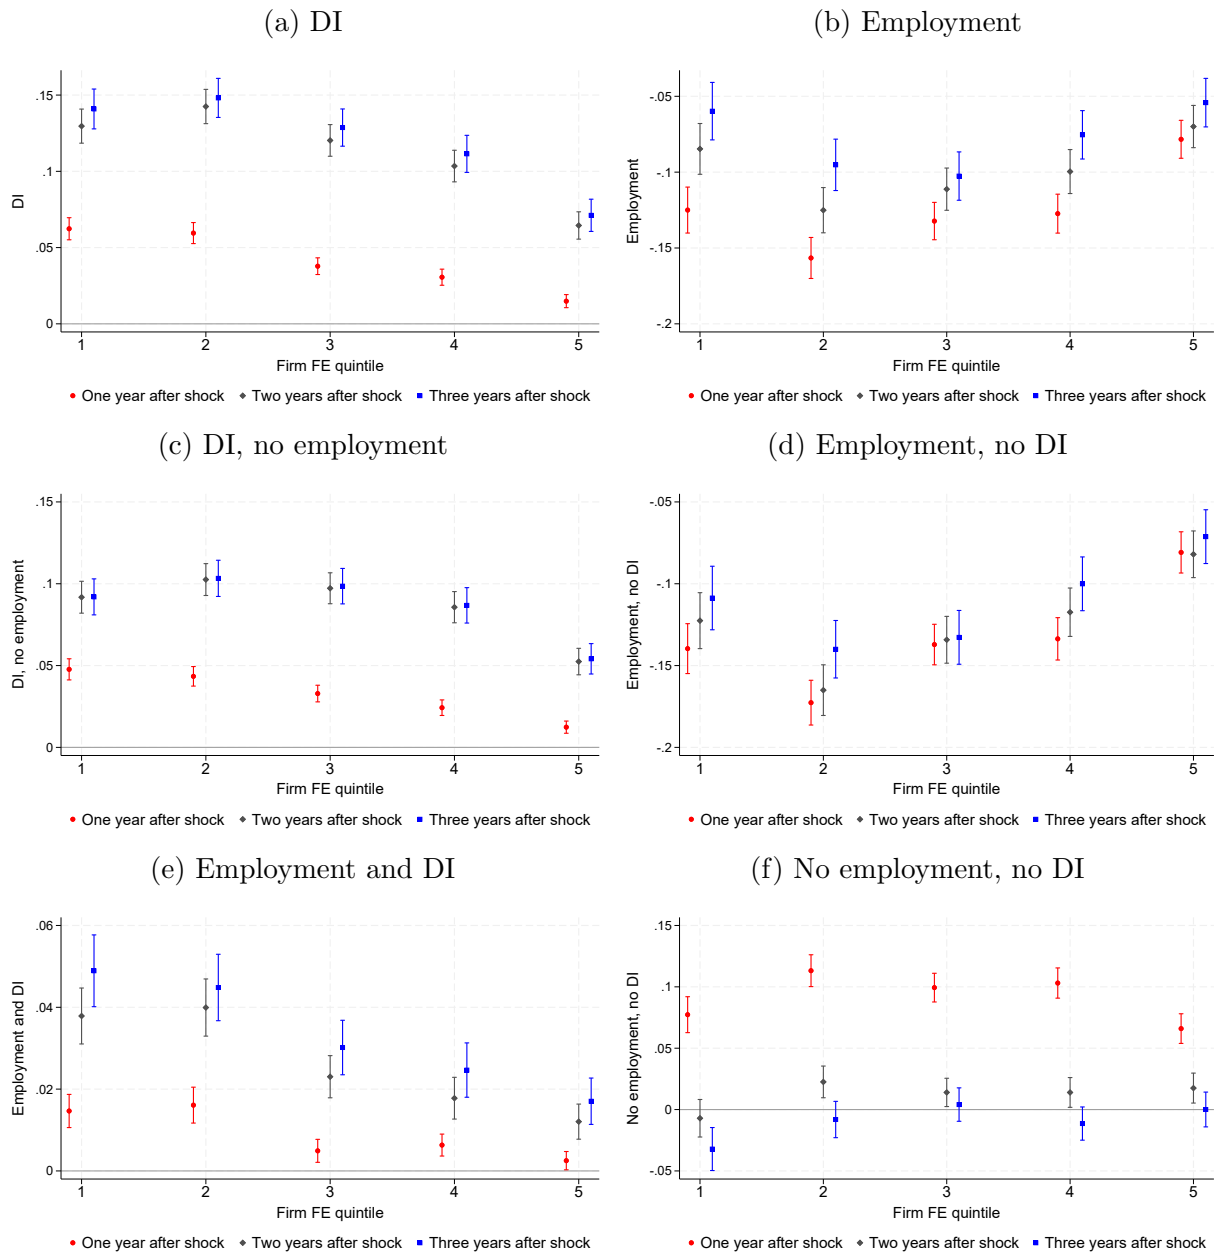 (a) DI
(b) Employment
DI
.15
.1
.05
0
1 2 3 4 5
Firm FE quintile
One year after shock Two years after shock Three years after shock
Employment
-.05
-.1
-.15
-.2
1 2 3 4 5
Firm FE quintile
One year after shock Two years after shock Three years after shock
(c) DI, no employment
(d) Employment, no DI
DI, no employment
.15
.1
.05
0
1 2 3 4 5
Firm FE quintile
One year after shock Two years after shock Three years after shock
Employment, no DI
-.05
-.1
-.15
-.2
1 2 3 4 5
Firm FE quintile
One year after shock Two years after shock Three years after shock
(e) Employment and DI
(f) No employment, no DI
Employment and DI
.06
.04
.02
0
1 2 3 4 5
Firm FE quintile
One year after shock Two years after shock Three years after shock
No employment, no DI
.15
.1
.05
0
-.05
1 2 3 4 5
Firm FE quintile
One year after shock Two years after shock Three years after shock